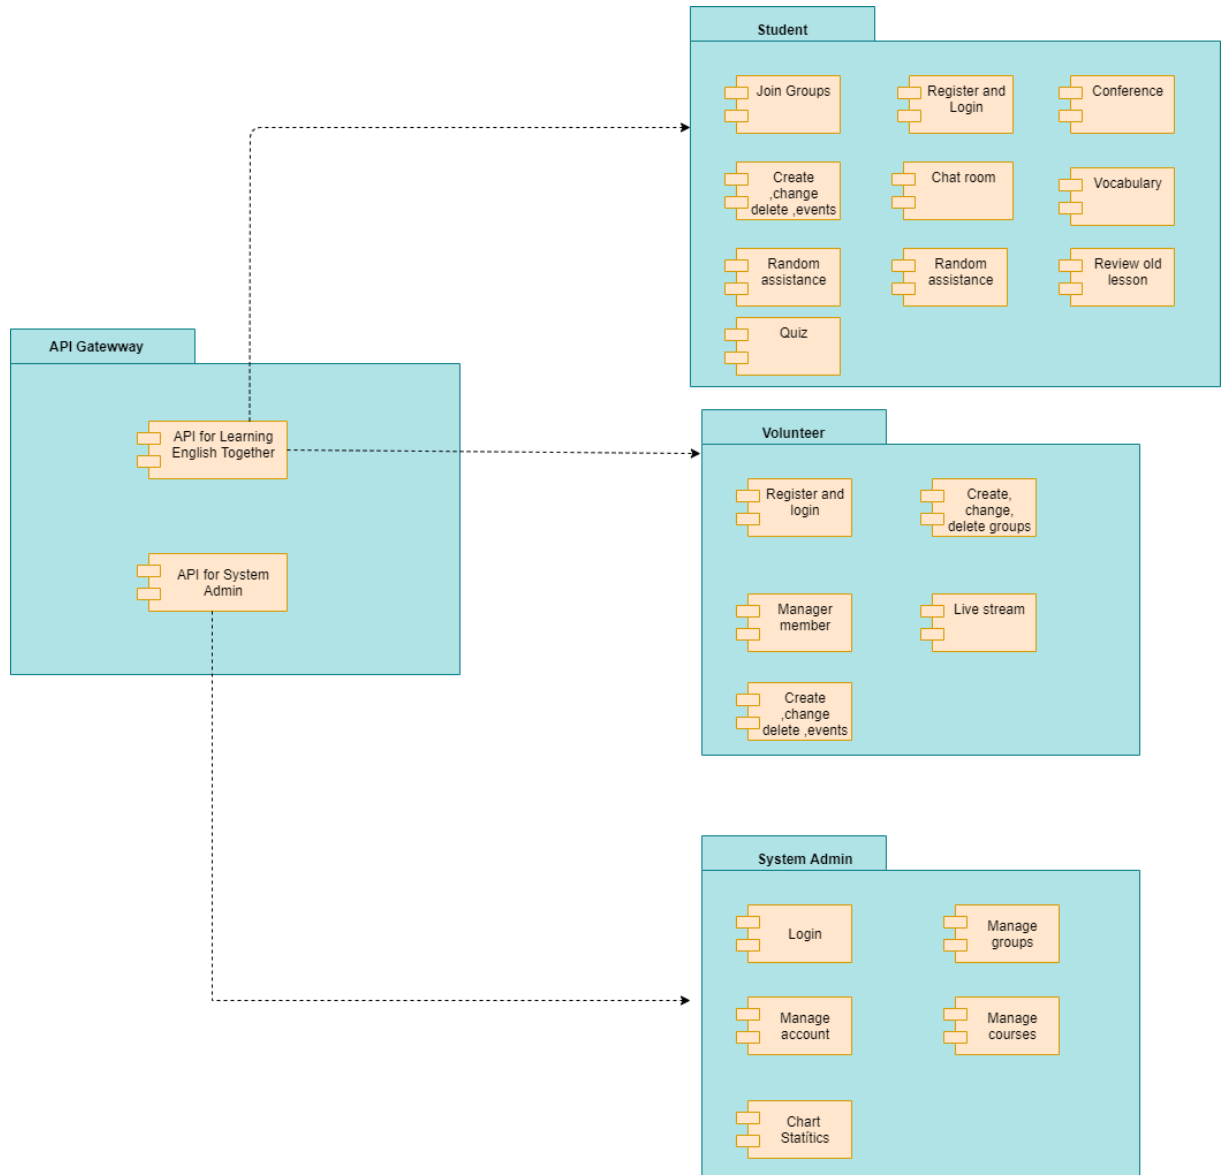 Student
Join Groups
Register and
Login
Conference
Create
,change
delete ,events
Chat room
Vocabulary
Random
assistance
Random
assistance
Review old
lesson
Quiz
API Gatewway
API for Learning
English Together
API for System
Admin
Volunteer
Register and
login
Create,
change,
delete groups
Manager
member
Live stream
Create
,change
delete ,events
System Admin
Login
Manage
groups
Manage
account
Manage
courses
Chart
Statítics